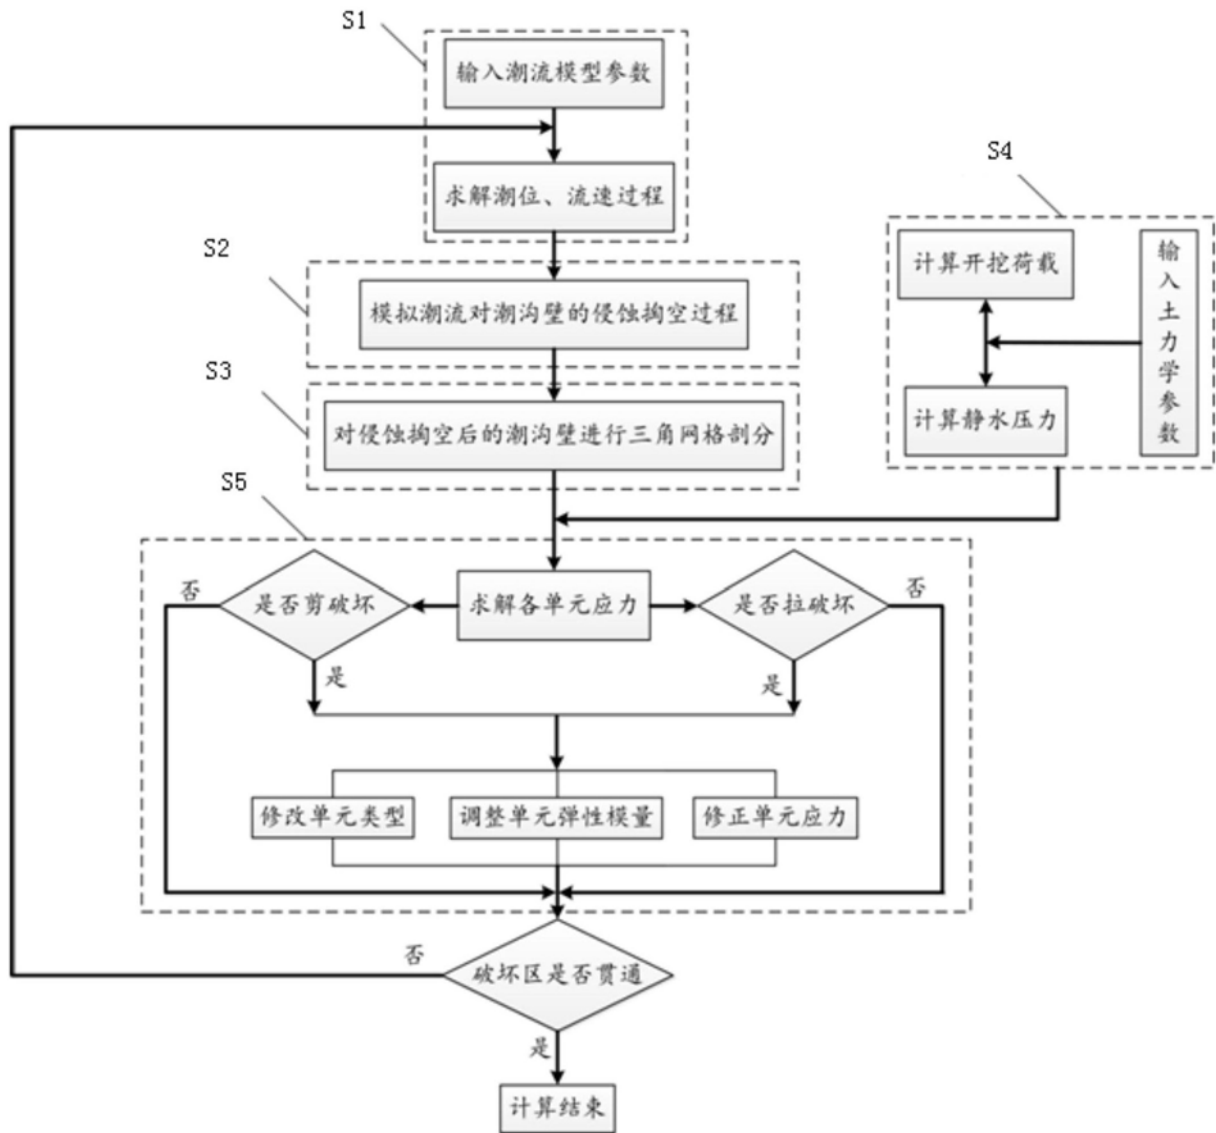 S1
输入潮流模型参数
求解潮位、流速过程
S2
模拟潮流对潮沟壁的侵蚀掏空过程
S3
对侵蚀掏空后的潮沟壁进行三角网格剖分
S4
计算开挖荷载
计算静水压力
输入土力学参数
S5
否
是否剪破坏
求解各单元应力
是否拉破坏
否
是
是
修改单元类型
调整单元弹性模量
修正单元应力
否
破坏区是否贯通
是
计算结束